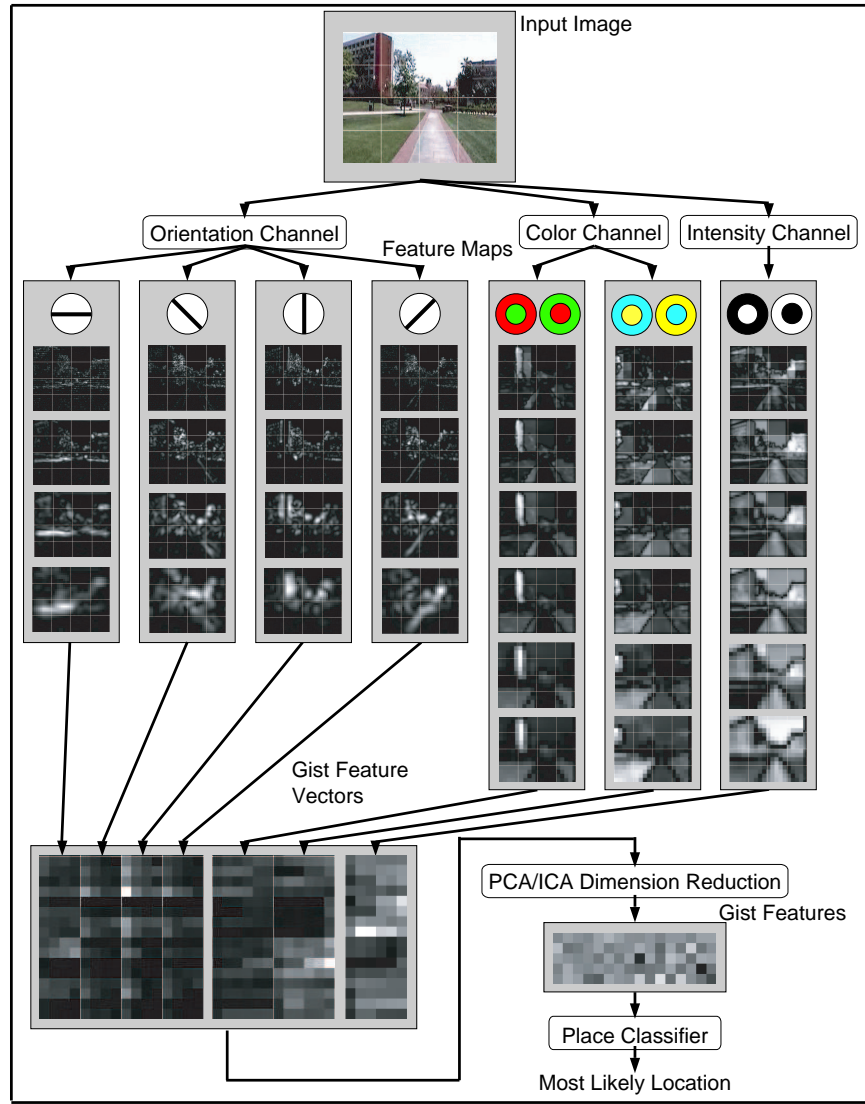 Input Image
Orientation Channel
Color Channel
Intensity Channel
Feature Maps
Gist Feature
Vectors
PCA/ICA Dimension Reduction
Gist Features
Place Classifier
Most Likely Location